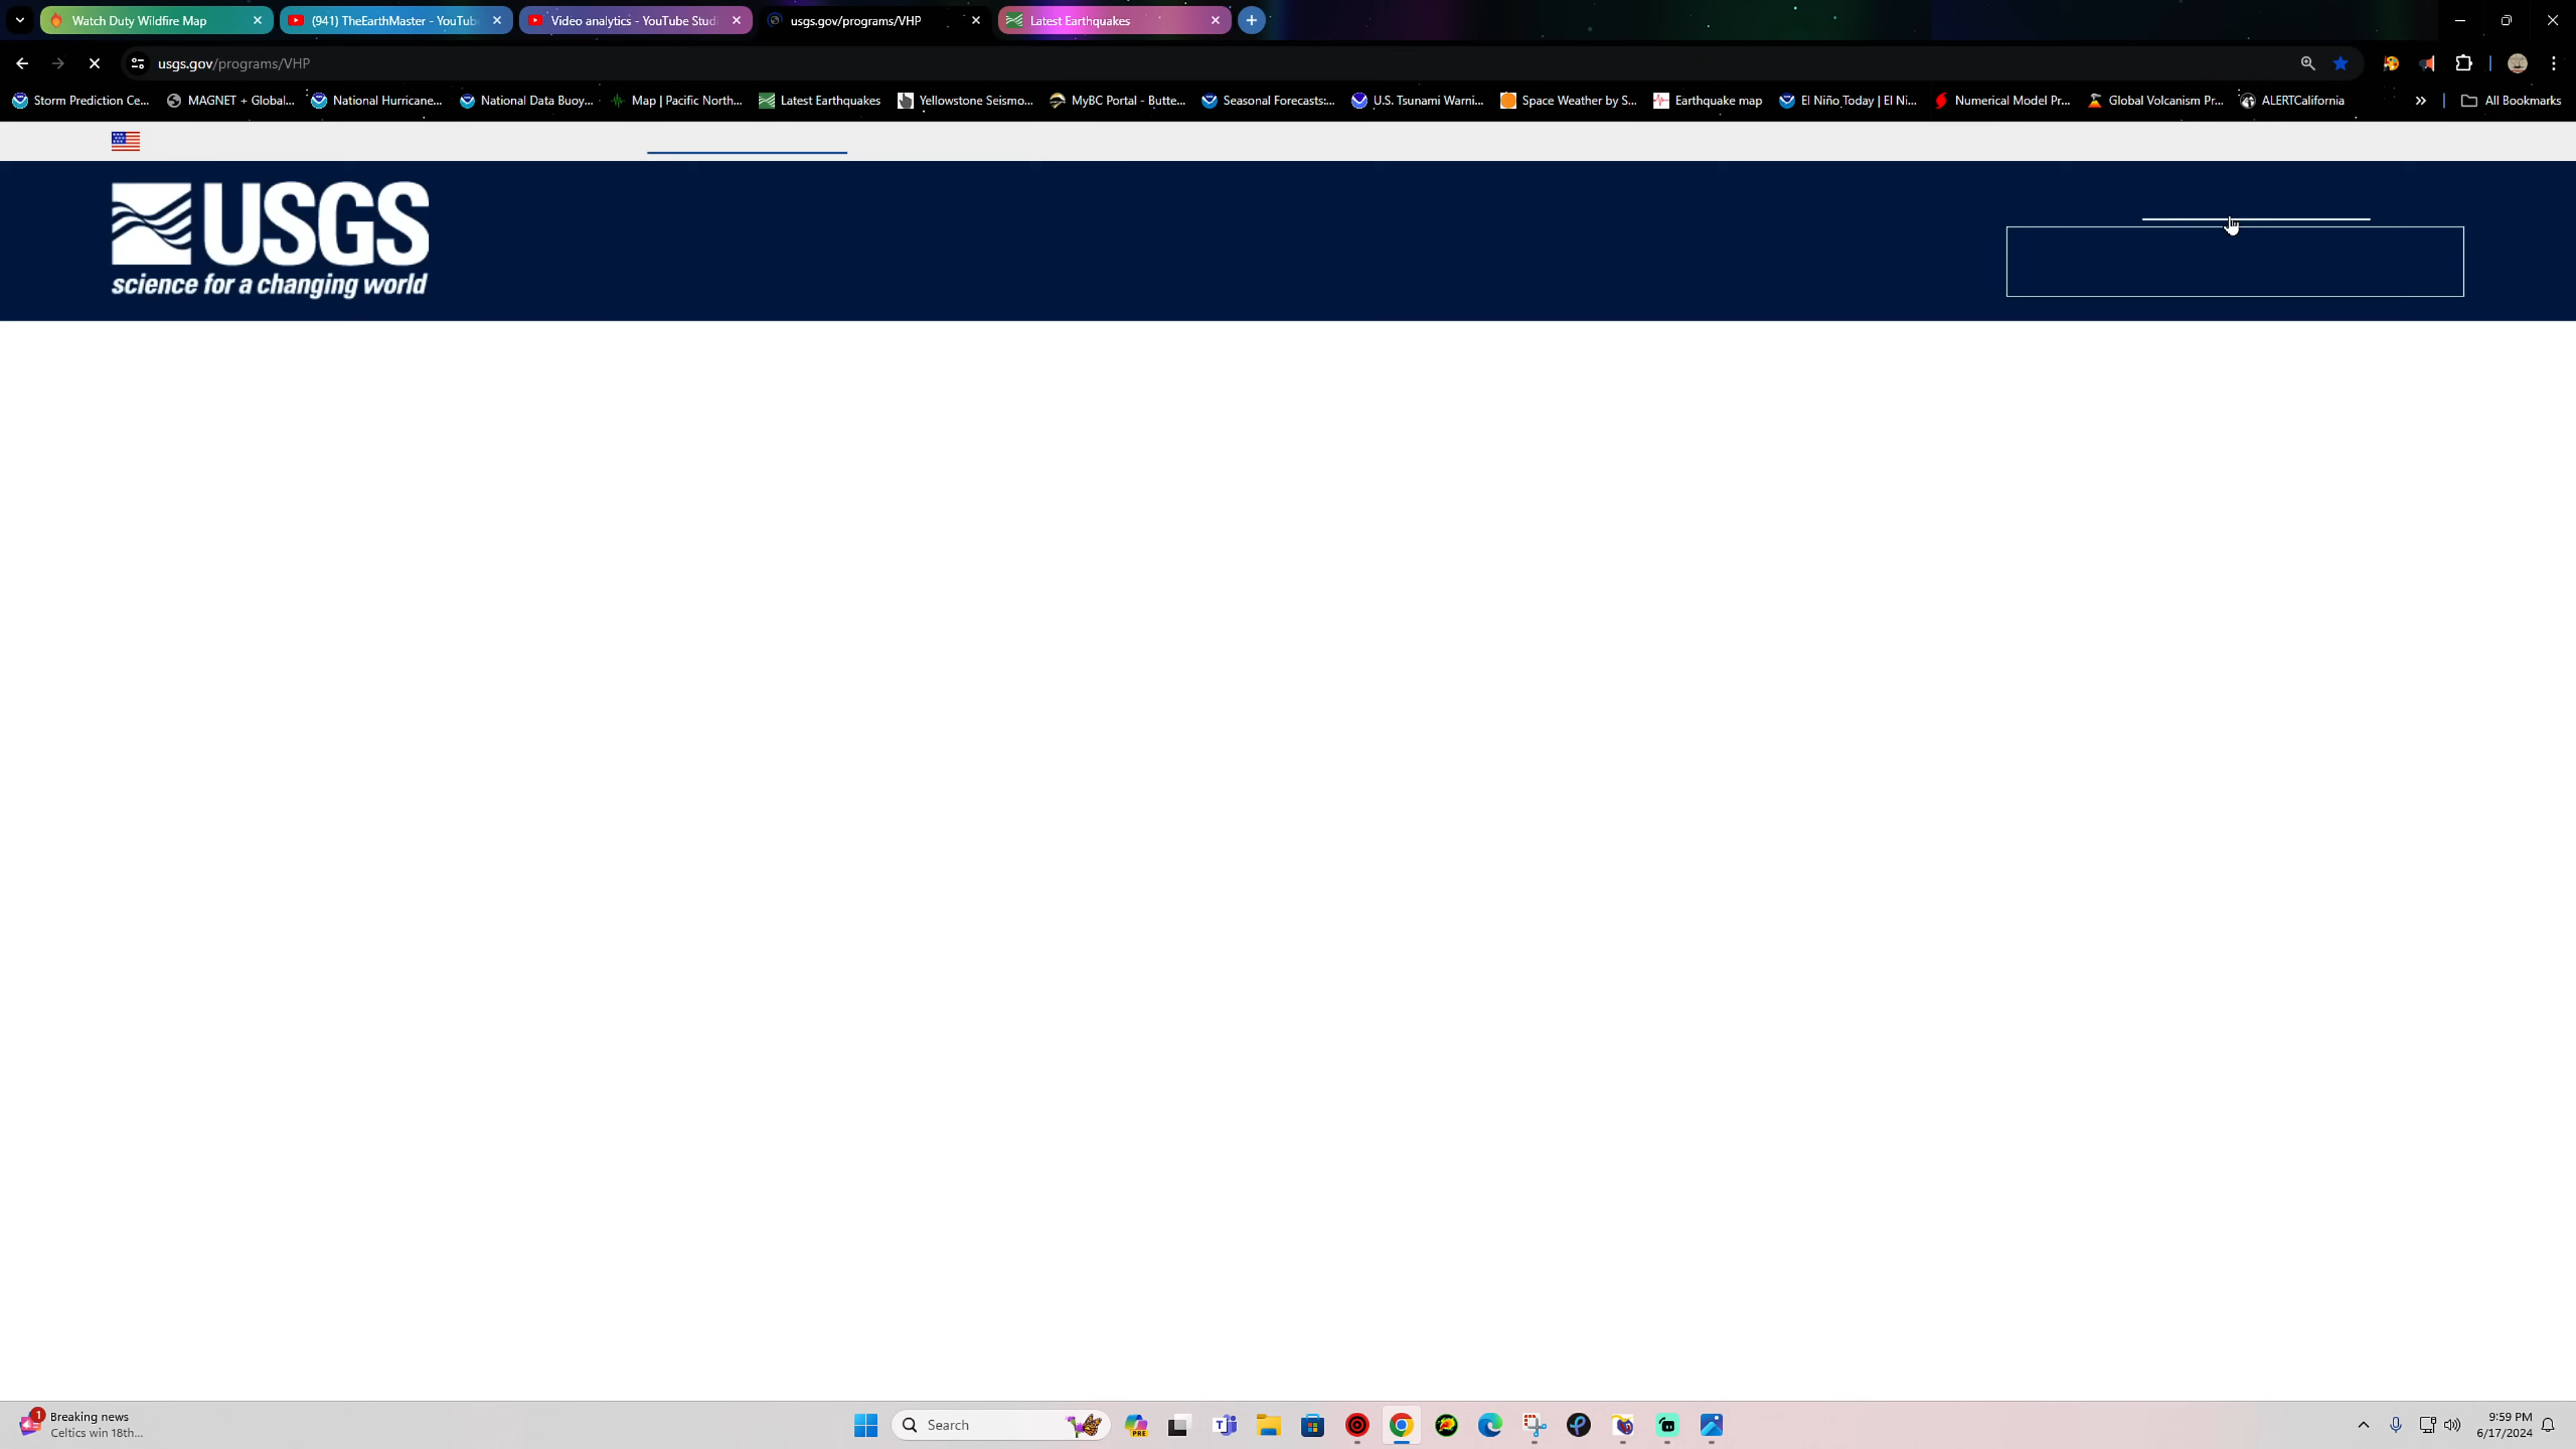 Watch Duty Wildfire Map
(941) TheEarthMaster - YouTube
Video analytics - YouTube Studi
usgs.gov/programs/VHP
Latest Earthquakes
usgs.gov/programs/VHP
Storm Prediction Ce...
MAGNET + Global...
National Hurricane...
National Data Buoy...
Map | Pacific North...
Latest Earthquakes
Yellowstone Seismo...
MyBC Portal - Butte...
Seasonal Forecasts:...
U.S. Tsunami Warni...
Space Weather by S...
Earthquake map
El Niño Today | El Ni...
Numerical Model Pr...
Global Volcanism Pr...
ALERTCalifornia
All Bookmarks
USGS
science for a changing world
1
Breaking news
Celtics win 18th...
Search
PRE
9:59 PM
6/17/2024